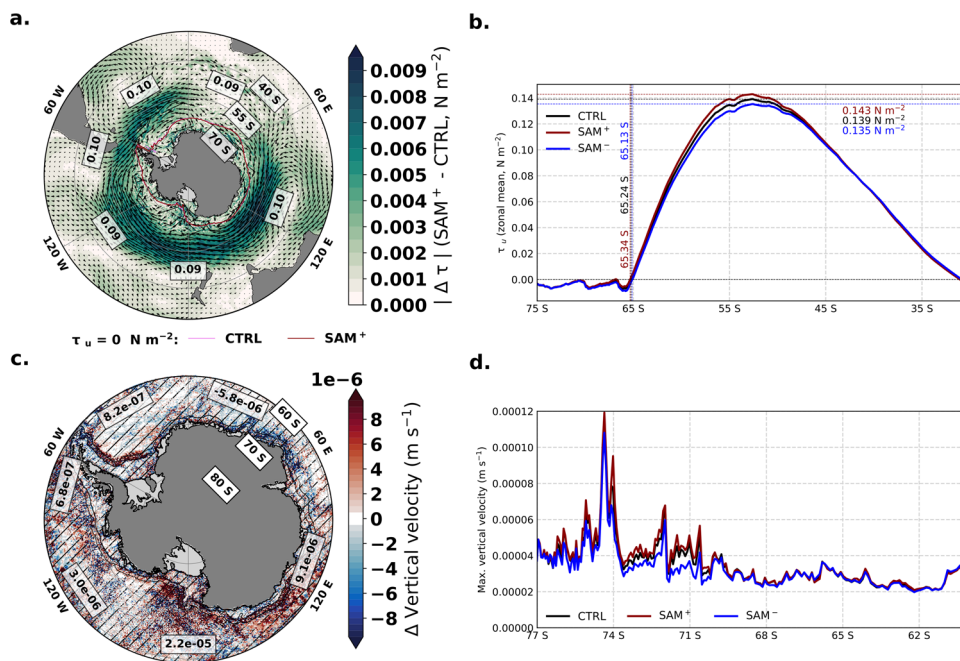 a.
60 W
60 E
120 W
120 E
0.10
0.09
40 S
55 S
70 S
0.10
0.10
0.09
0.09
0.009
0.008
0.007
0.006
0.005
0.004
0.003
0.002
0.001
0.000
| Δ τ | (SAM⁺ - CTRL, N m⁻²)
τ ᵤ = 0 N m⁻²: CTRL SAM⁺
b.
0.14
0.12
0.10
0.08
0.06
0.04
0.02
0.00
τ ᵤ (zonal mean, N m⁻²)
CTRL
SAM⁺
SAM⁻
65.13 S
65.24 S
65.34 S
0.143 N m⁻²
0.139 N m⁻²
0.135 N m⁻²
75 S 65 S 55 S 45 S 35 S
c.
1e-6
60 W
60 E
120 W
120 E
8.2e-07
-5.8e-06
60 S
70 S
80 S
6.8e-07
9.1e-06
3.0e-06
2.2e-05
8
6
4
2
0
−2
−4
−6
−8
Δ Vertical velocity (m s⁻¹)
d.
0.00012
0.00010
0.00008
0.00006
0.00004
0.00002
0.00000
Max. vertical velocity (m s⁻¹)
CTRL SAM⁺ SAM⁻
77 S 74 S 71 S 68 S 65 S 62 S